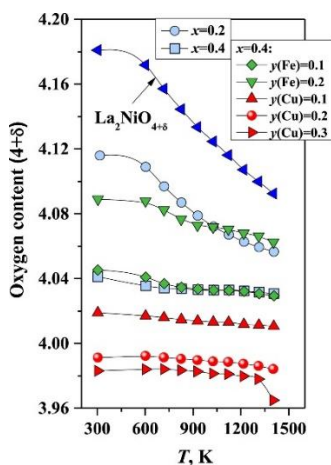 4.20
4.16
4.12
4.08
4.04
4.00
3.96
Oxygen content (4+δ)
x=0.2
x=0.4
x=0.4:
y(Fe)=0.1
y(Fe)=0.2
y(Cu)=0.1
y(Cu)=0.2
y(Cu)=0.3
La₂NiO₄₊δ
300 600 900 1200 1500
T, K